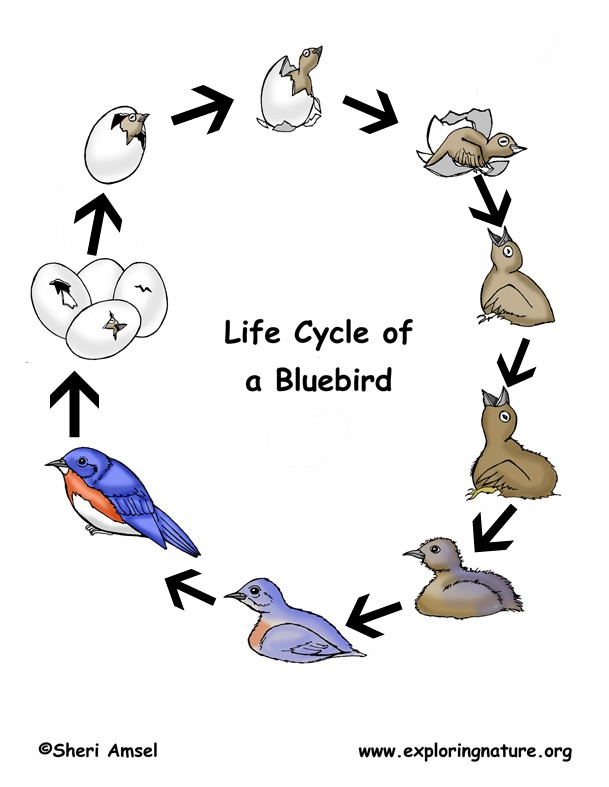 Life Cycle of
a Bluebird
©Sheri Amsel
www.exploringnature.org